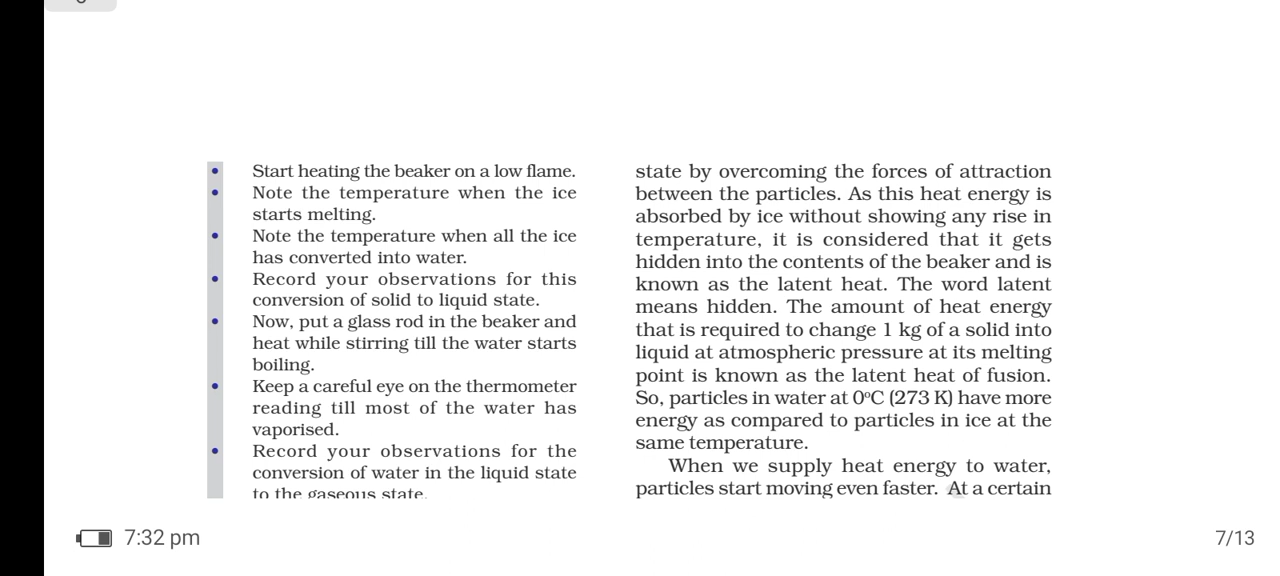 Start heating the beaker on a low flame.
Note the temperature when the ice
starts melting.
Note the temperature when all the ice
has converted into water.
Record your observations for this
conversion of solid to liquid state.
Now, put a glass rod in the beaker and
heat while stirring till the water starts
boiling.
Keep a careful eye on the thermometer
reading till most of the water has
vaporised.
Record your observations for the
conversion of water in the liquid state
to the gaseous state.
state by overcoming the forces of attraction
between the particles. As this heat energy is
absorbed by ice without showing any rise in
temperature, it is considered that it gets
hidden into the contents of the beaker and is
known as the latent heat. The word latent
means hidden. The amount of heat energy
that is required to change 1 kg of a solid into
liquid at atmospheric pressure at its melting
point is known as the latent heat of fusion.
So, particles in water at 0°C (273 K) have more
energy as compared to particles in ice at the
same temperature.
When we supply heat energy to water,
particles start moving even faster. At a certain
7:32 pm
7/13